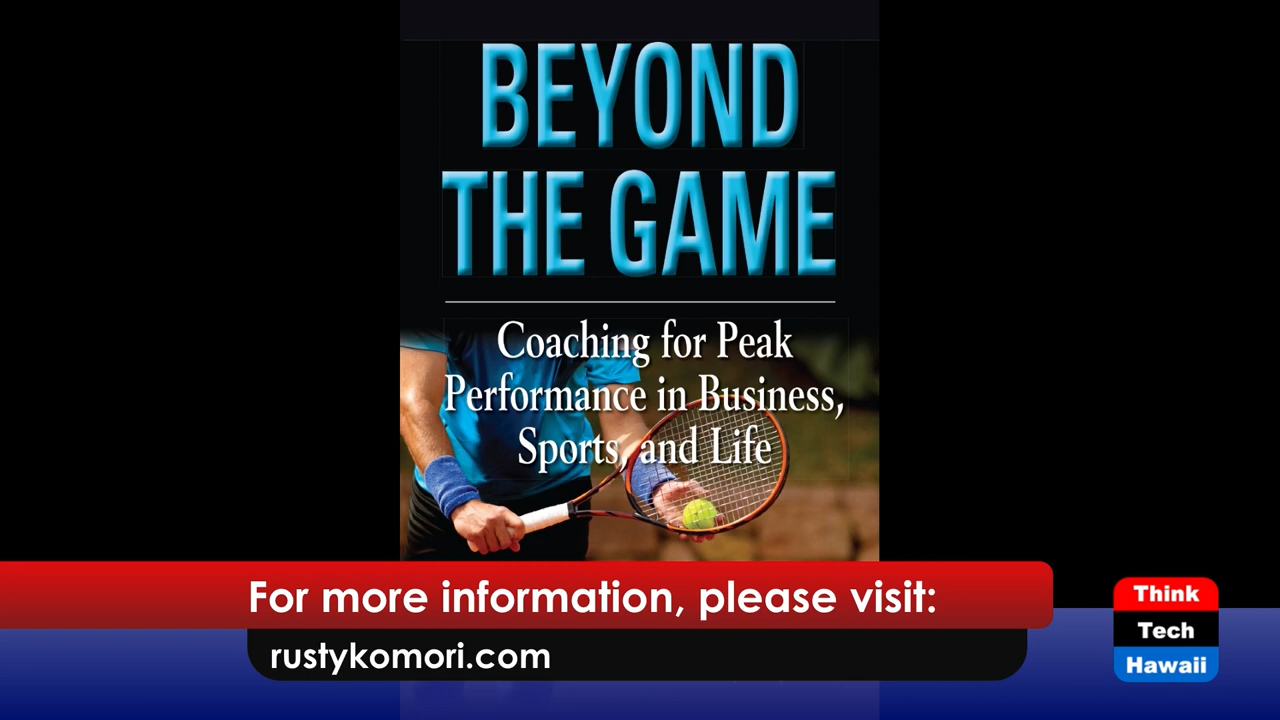 BEYOND
THE GAME
Coaching for Peak
Performance in Business,
Sports, and Life
For more information, please visit:
rustykomori.com
Think
Tech
Hawaii